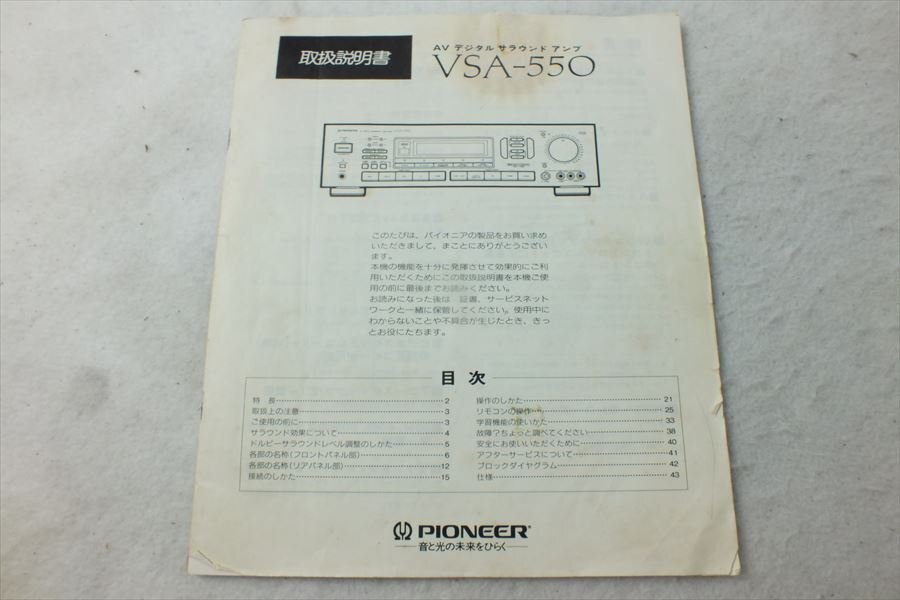 取扱説明書
AV デジタル サラウンド アンプ
VSA-550
このたびは、パイオニアの製品をお買い求め
いただきまして、まことにありがとうござい
ます。
本機の機能を十分に発揮させて効果的にご利
用いただくためにこの取扱説明書を本機ご使
用の前に最後までお読みください。
お読みになった後は 証書、サービスネット
ワークと一緒に保管してください。使用中に
わからないことや不具合が生じたとき、きっ
とお役にたちます。
目 次
特 長 2
取扱上の注意 3
ご使用の前に 3
サラウンド効果について 4
ドルビーサラウンドレベル調整のしかた 5
各部の名称(フロントパネル部) 6
各部の名称(リアパネル部) 12
接続のしかた 15
操作のしかた 21
リモコンの操作 25
学習機能の使いかた 33
故障?ちょっと調べてください 38
安全にお使いいただくために 40
アフターサービスについて 41
ブロックダイヤグラム 42
仕様 43
PIONEER
音と光の未来をひらく